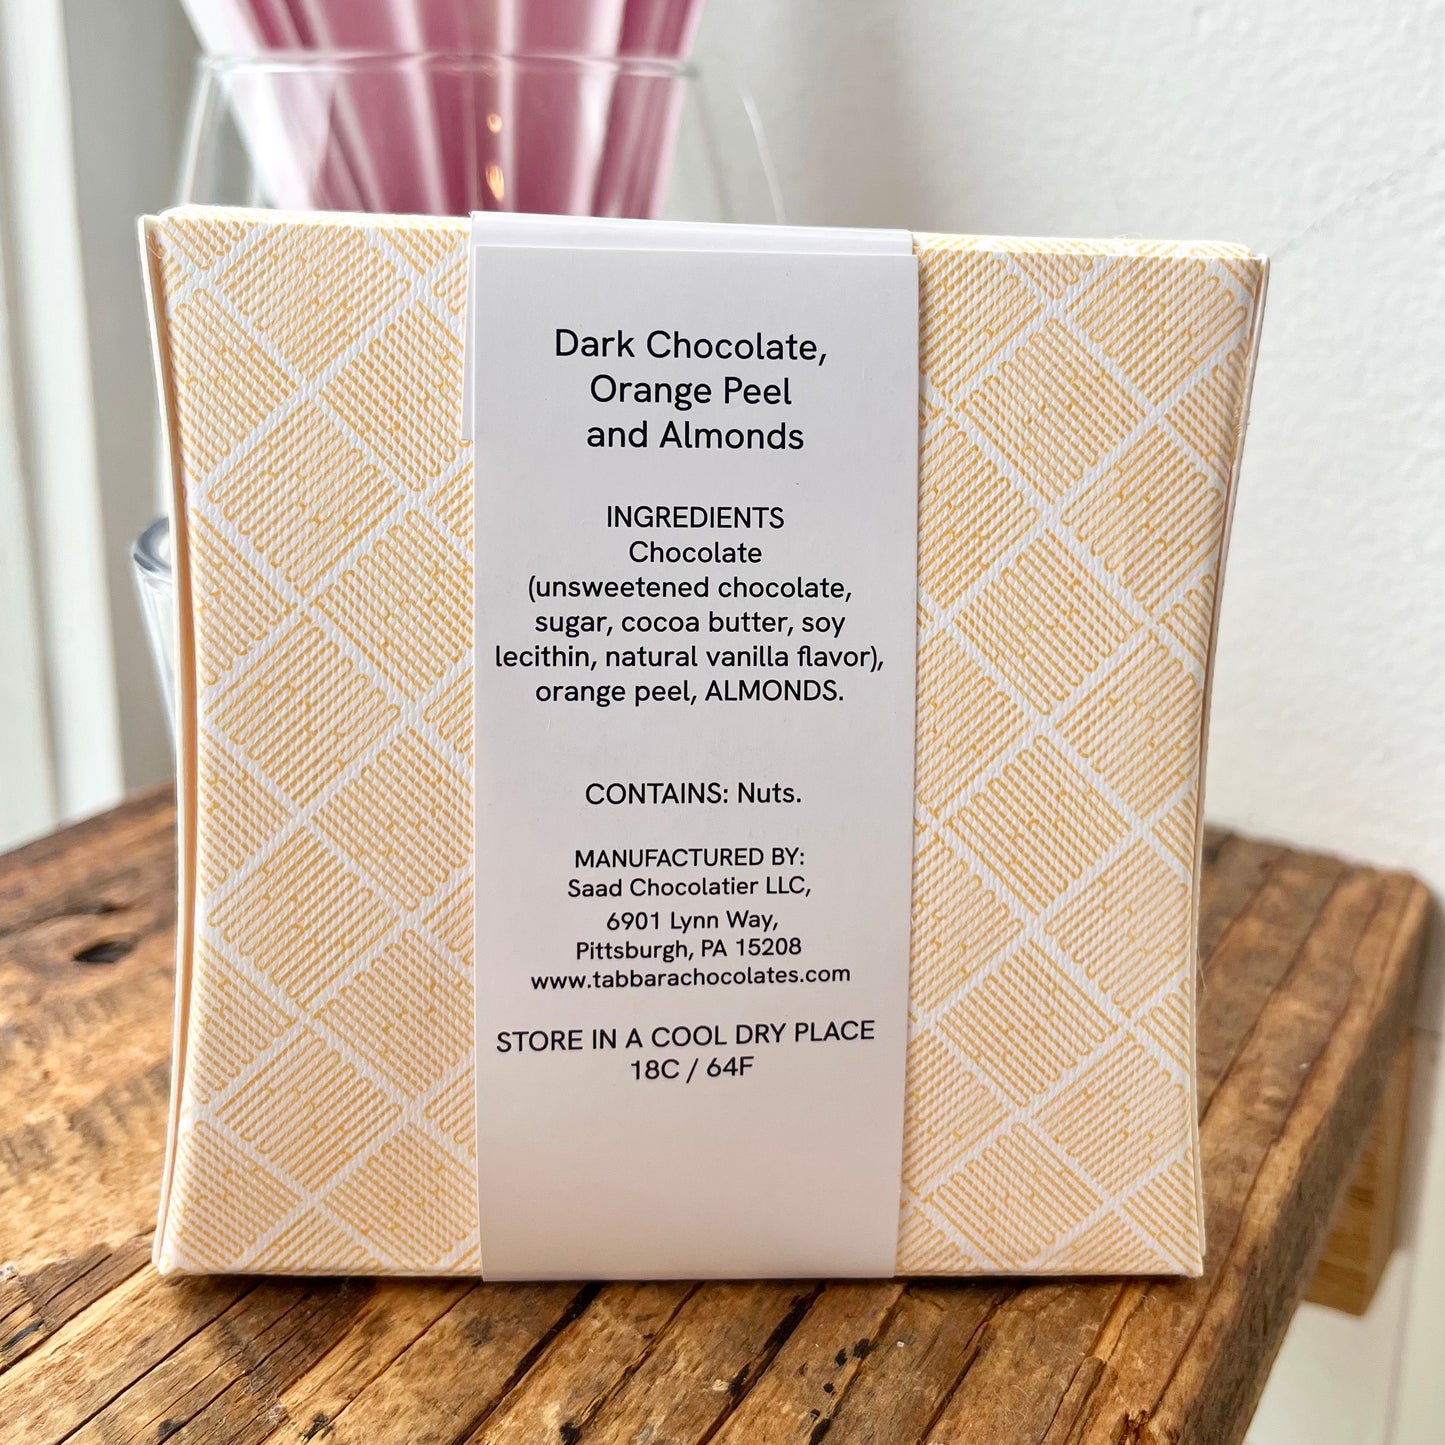 Dark Chocolate,
Orange Peel
and Almonds
INGREDIENTS
Chocolate
(unsweetened chocolate,
sugar, cocoa butter, soy
lecithin, natural vanilla flavor),
orange peel, ALMONDS.
CONTAINS: Nuts.
MANUFACTURED BY:
Saad Chocolatier LLC,
6901 Lynn Way,
Pittsburgh, PA 15208
www.tabbarachocolates.com
STORE IN A COOL DRY PLACE
18C / 64F